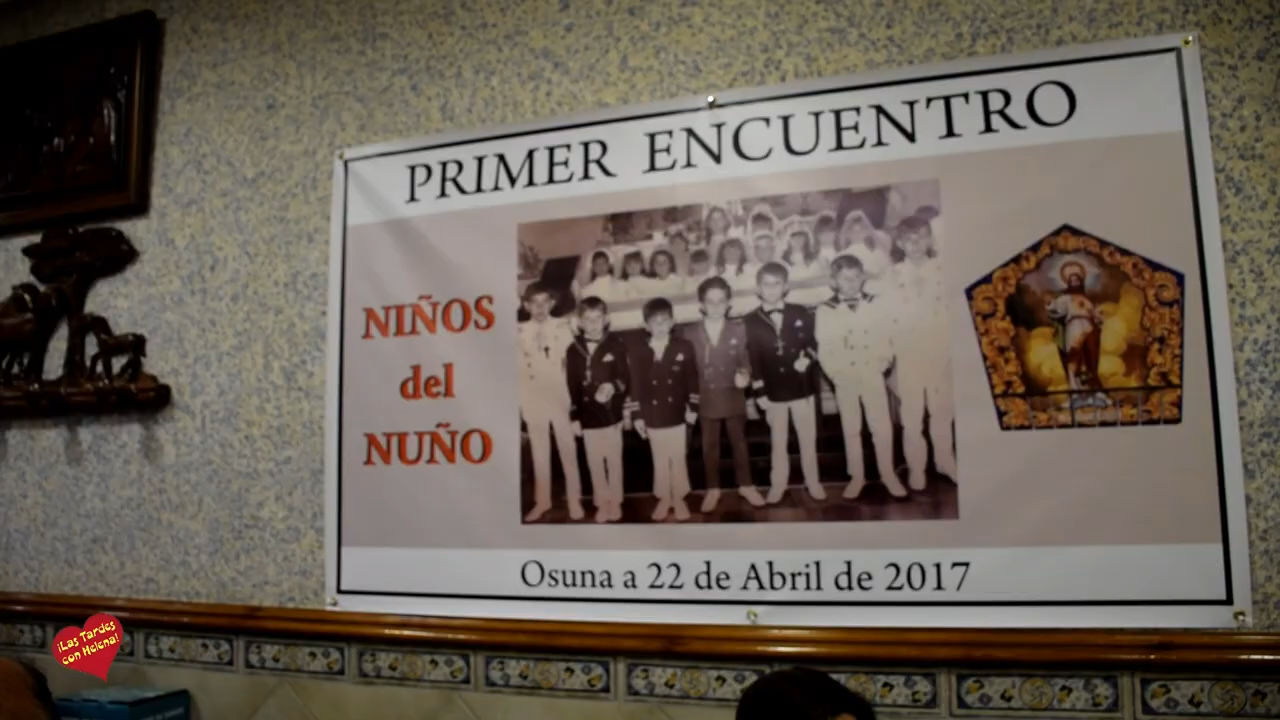 PRIMER ENCUENTRO
NIÑOS
del
NUÑO
Osuna a 22 de Abril de 2017
¡Las Tardes
con Helena!